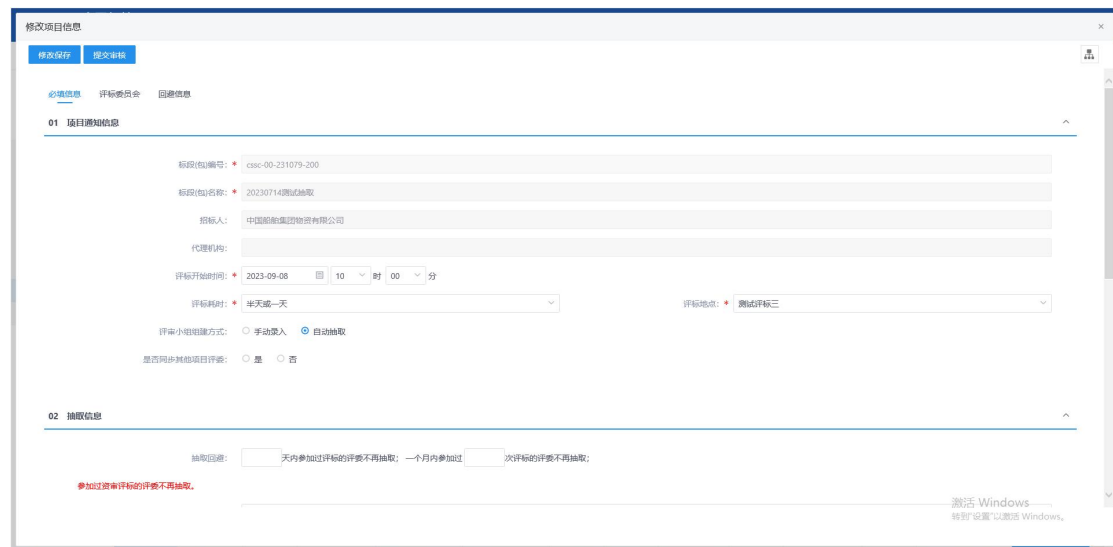 修改项目信息
×
修改保存 提交审核
必填信息 评标委员会 回避信息
01 项目通知信息
标段(包)编号: * cssc-00-231079-200
标段(包)名称: * 20230714测试抽取
招标人: 中国船舶集团物资有限公司
代理机构:
评标开始时间: * 2023-09-08 10 时 00 分
评标耗时: * 半天或一天 评标地点: * 测试评标三
评审小组组建方式: 手动录入 自动抽取
是否同步其他项目评委: 是 否
02 抽取信息
抽取回避: 天内参加过评标的评委不再抽取; 一个月内参加过 次评标的评委不再抽取;
参加过资审评标的评委不再抽取。
激活 Windows
转到"设置"以激活 Windows。